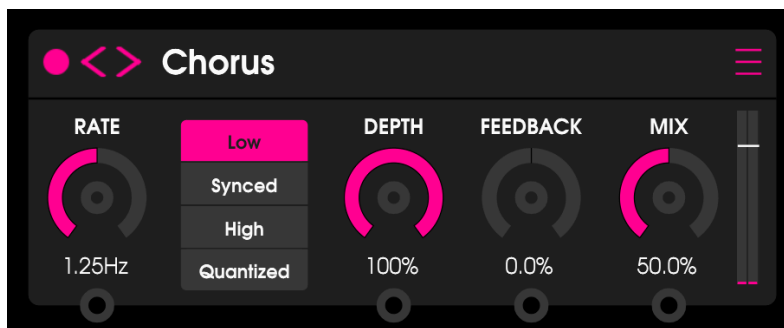 Chorus
RATE
Low
Synced
High
Quantized
1.25Hz
DEPTH
100%
FEEDBACK
0.0%
MIX
50.0%